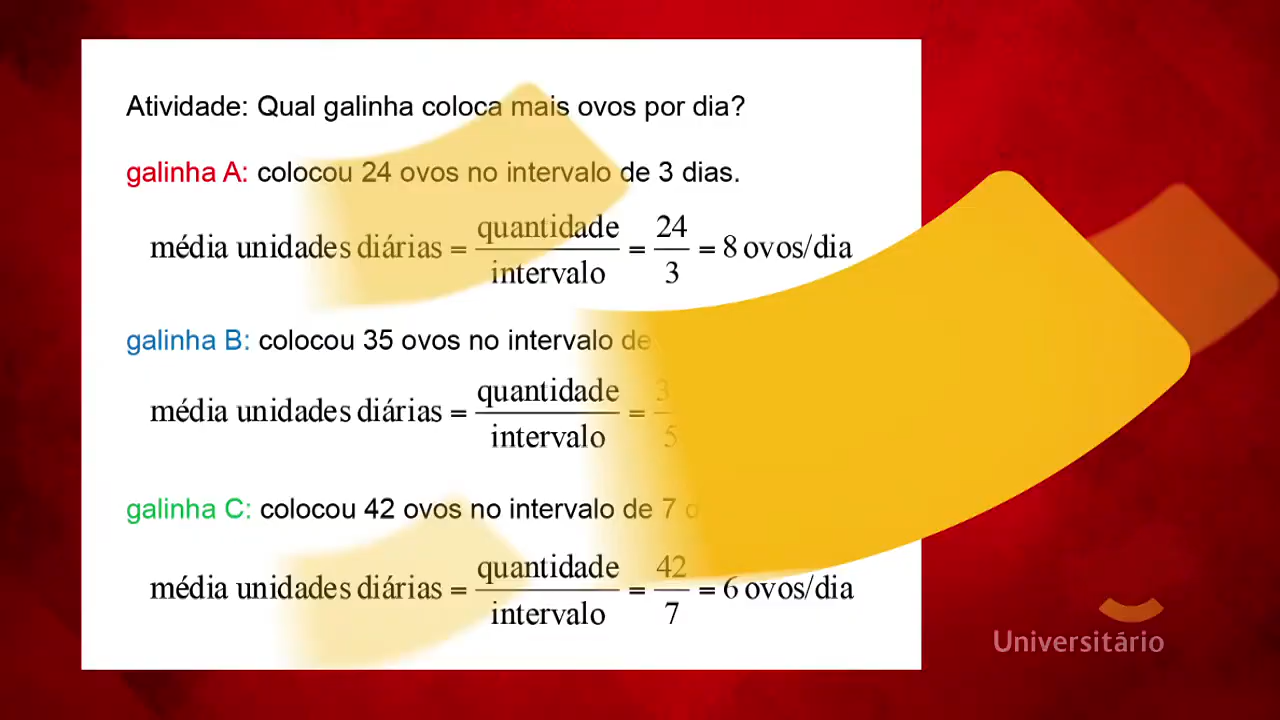 Atividade: Qual galinha coloca mais ovos por dia?
galinha A: colocou 24 ovos no intervalo de 3 dias.
média unidades diárias = quantidade/intervalo = 24/3 = 8 ovos/dia
galinha B: colocou 35 ovos no intervalo de
média unidades diárias = quantidade/intervalo =
galinha C: colocou 42 ovos no intervalo de 7
média unidades diárias = quantidade/intervalo = 42/7 = 6 ovos/dia
Universitário